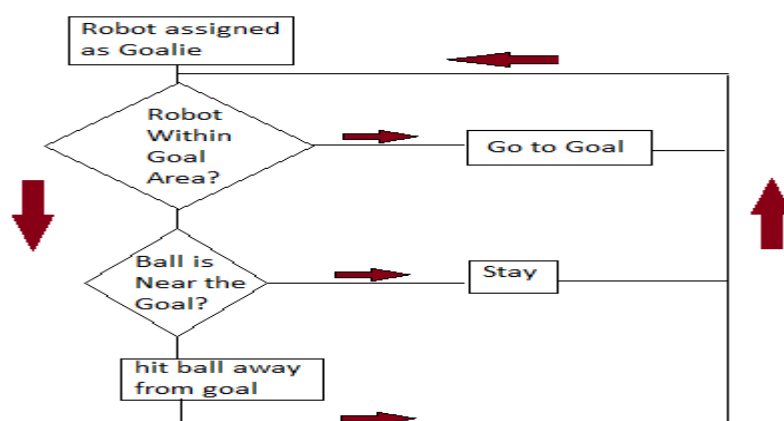 Robot assigned
as Goalie
Robot
Within
Goal
Area?
Go to Goal
Ball is
Near the
Goal?
Stay
hit ball away
from goal